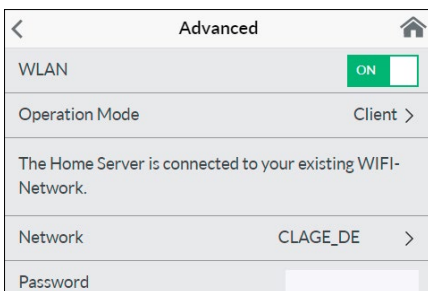 Advanced
WLAN ON
Operation Mode Client
The Home Server is connected to your existing WIFI-
Network.
Network CLAGE_DE
Password